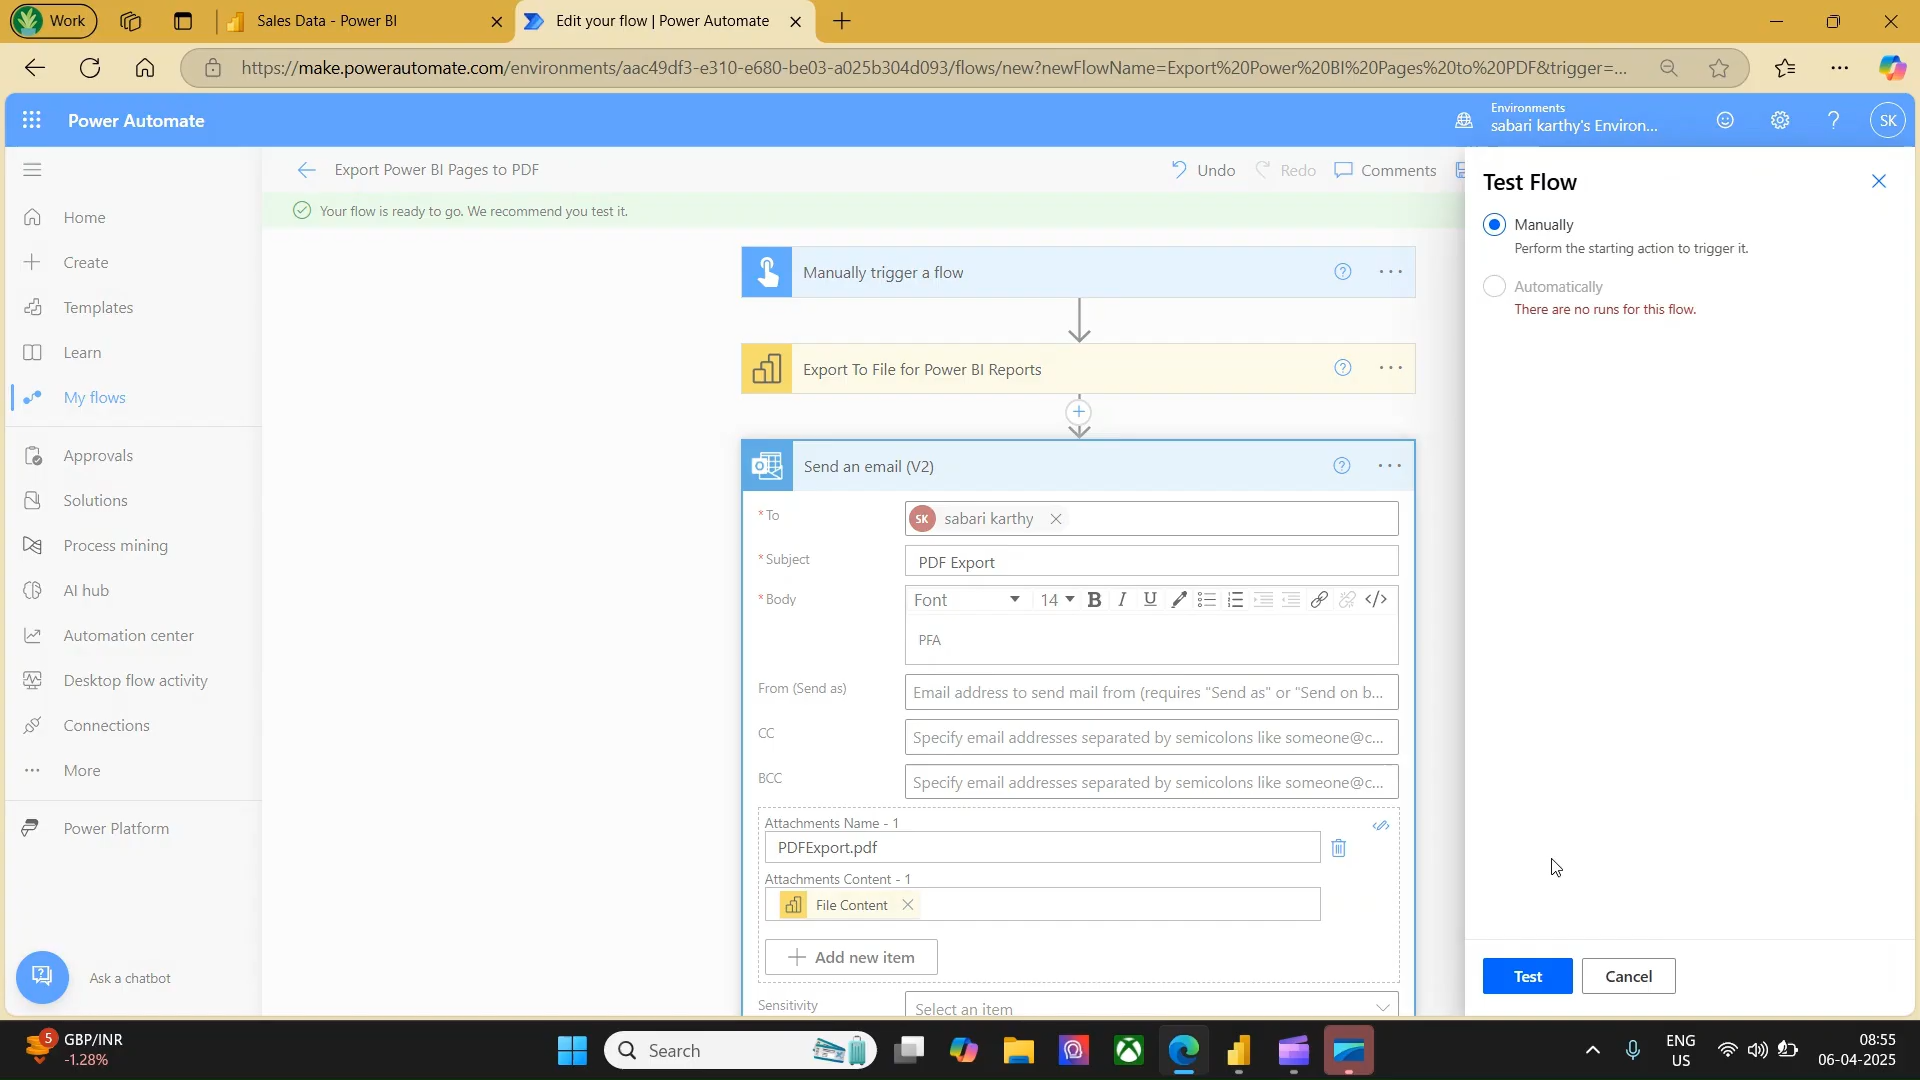 Work
Sales Data - Power BI
Edit your flow | Power Automate
https://make.powerautomate.com/environments/aac49df3-e310-e680-be03-a025b304d093/flows/new?newFlowName=Export%20Power%20BI%20Pages%20to%20PDF&trigger=...
Power Automate
Environments
sabari karthy's Environ...
SK
Export Power BI Pages to PDF
Undo
Redo
Comments
Your flow is ready to go. We recommend you test it.
Home
Create
Templates
Learn
My flows
Approvals
Solutions
Process mining
AI hub
Automation center
Desktop flow activity
Connections
More
Power Platform
Ask a chatbot
Manually trigger a flow
Export To File for Power BI Reports
Send an email (V2)
* To
SK sabari karthy
* Subject
PDF Export
* Body
Font 14 B I U </>
PFA
From (Send as)
Email address to send mail from (requires "Send as" or "Send on b...
CC
Specify email addresses separated by semicolons like someone@c...
BCC
Specify email addresses separated by semicolons like someone@c...
Attachments Name - 1
PDFExport.pdf
Attachments Content - 1
File Content
Add new item
Sensitivity
Select an item
Test Flow
Manually
Perform the starting action to trigger it.
Automatically
There are no runs for this flow.
Test
Cancel
5
GBP/INR
-1.28%
Search
ENG
US
08:55
06-04-2025